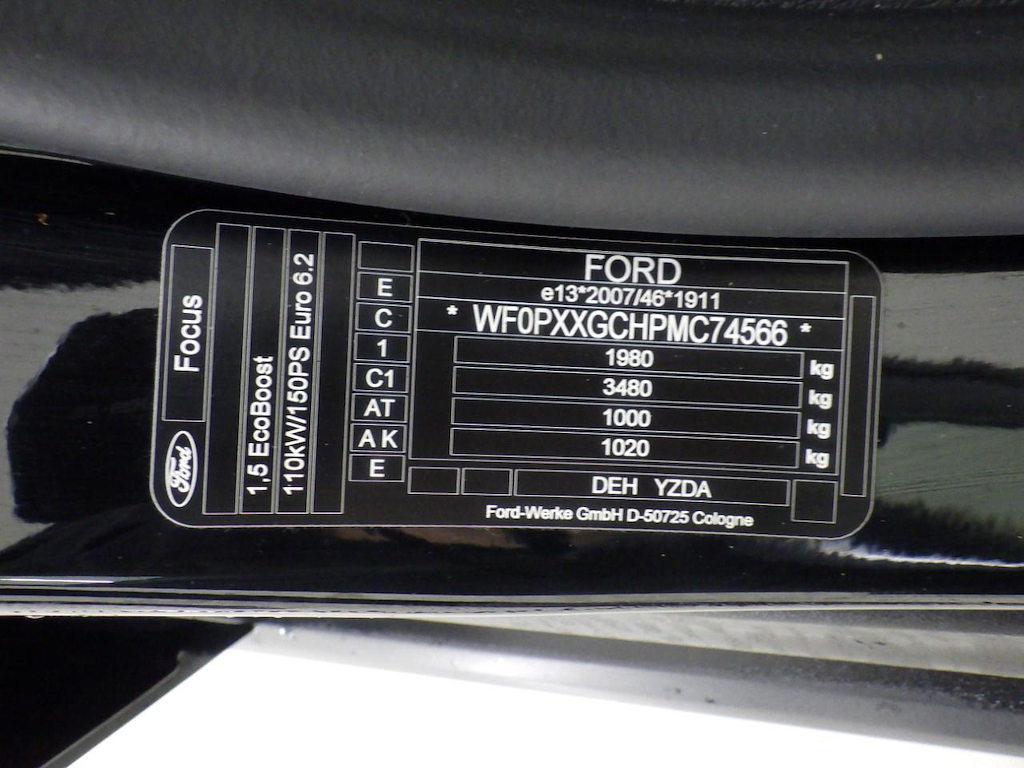 FORD
e13*2007/46*1911
* WF0PXXGCHPMC74566 *
1980 kg
3480 kg
1000 kg
1020 kg
DEH YZDA
Ford-Werke GmbH D-50725 Cologne
E
C
1
C1
AT
A K
E
Focus
Ford
1,5 EcoBoost
110kW/150PS Euro 6.2